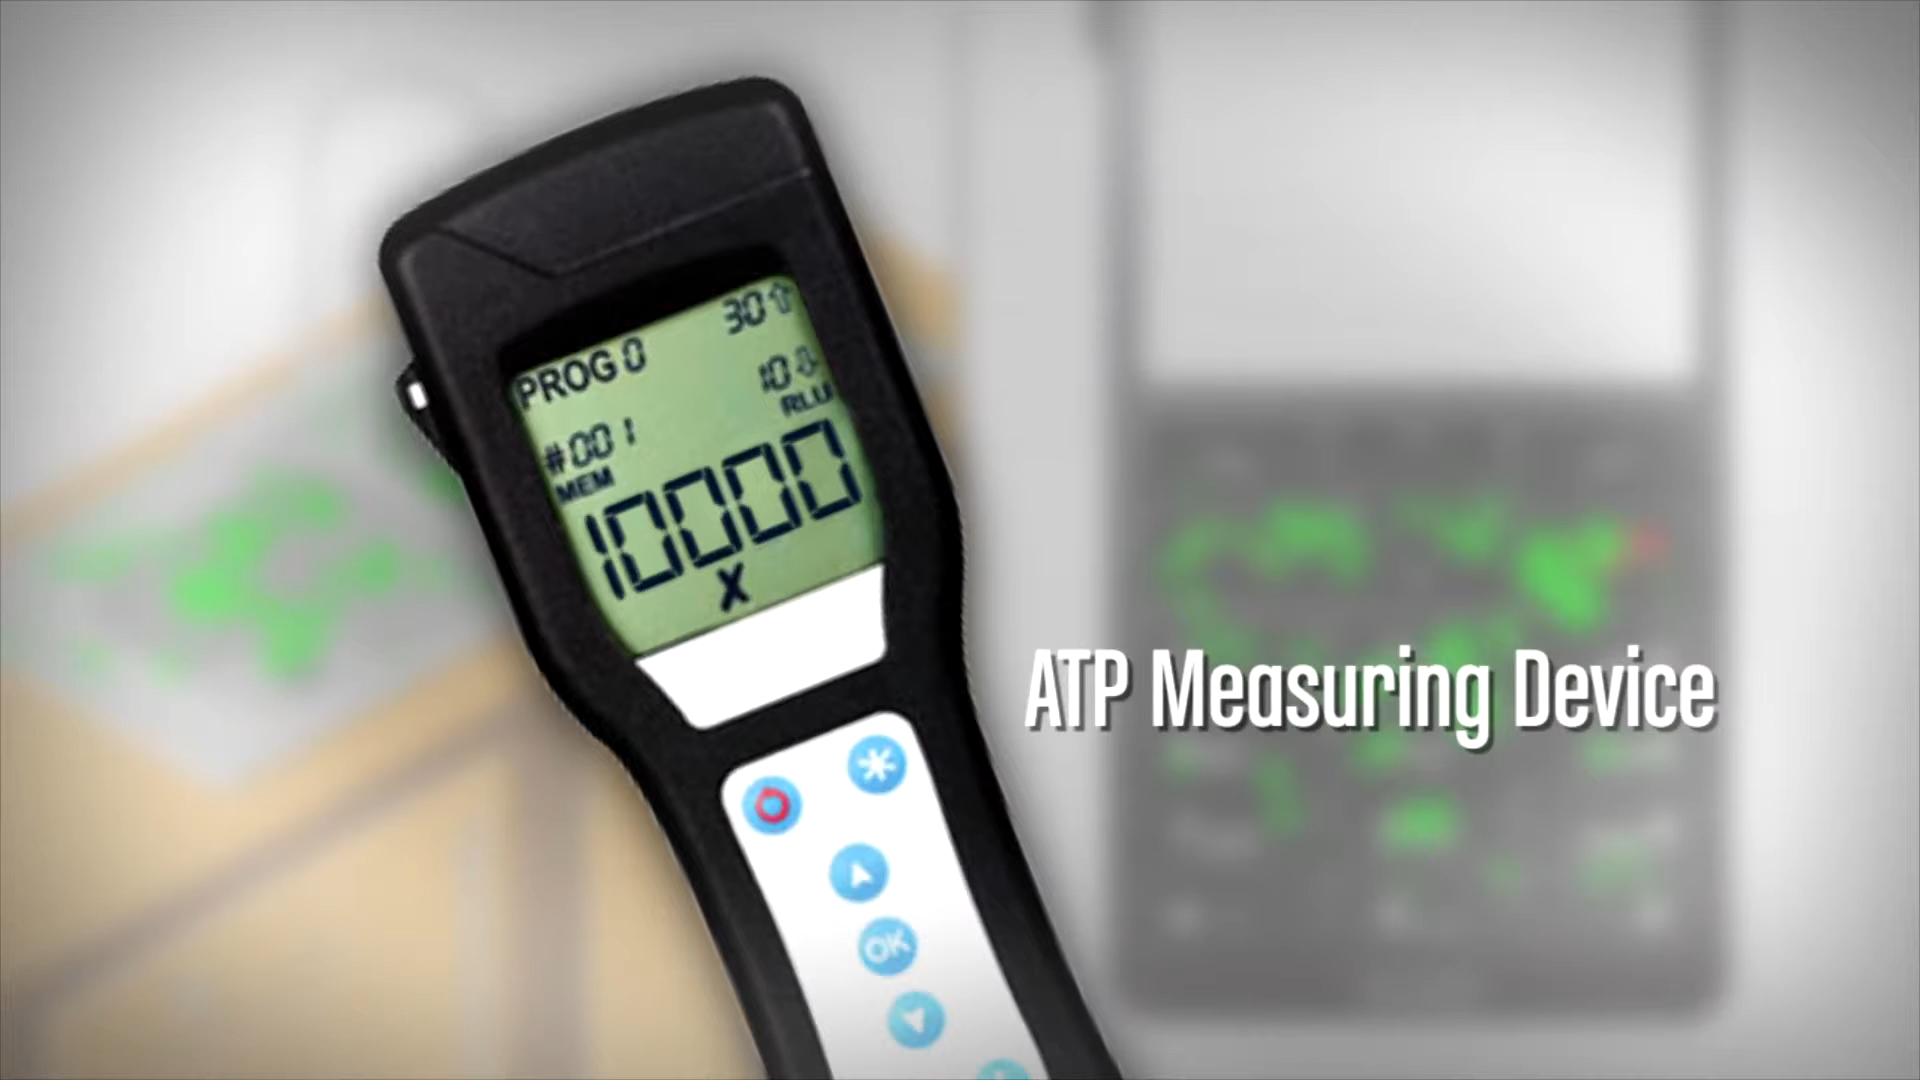 30⇧
PROG 0
10⇩
RLU
#001
MEM
10000
X
OK
ATP Measuring Device